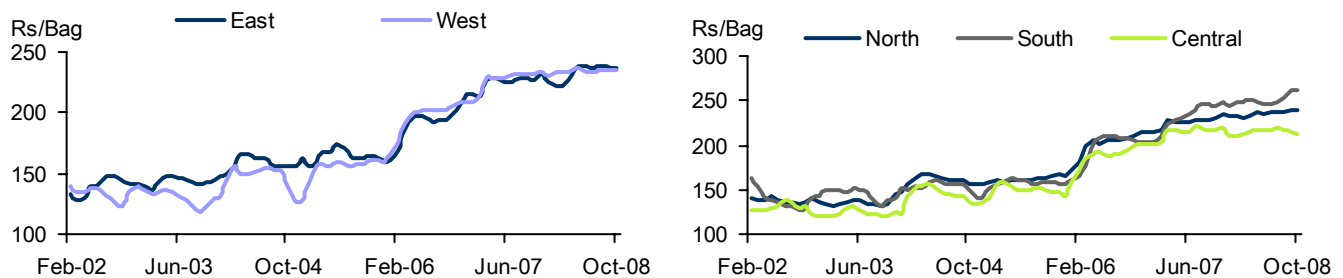 Rs/Bag
East West
250
200
150
100
Feb-02 Jun-03 Oct-04 Feb-06 Jun-07 Oct-08
Rs/Bag
North South Central
300
250
200
150
100
Feb-02 Jun-03 Oct-04 Feb-06 Jun-07 Oct-08